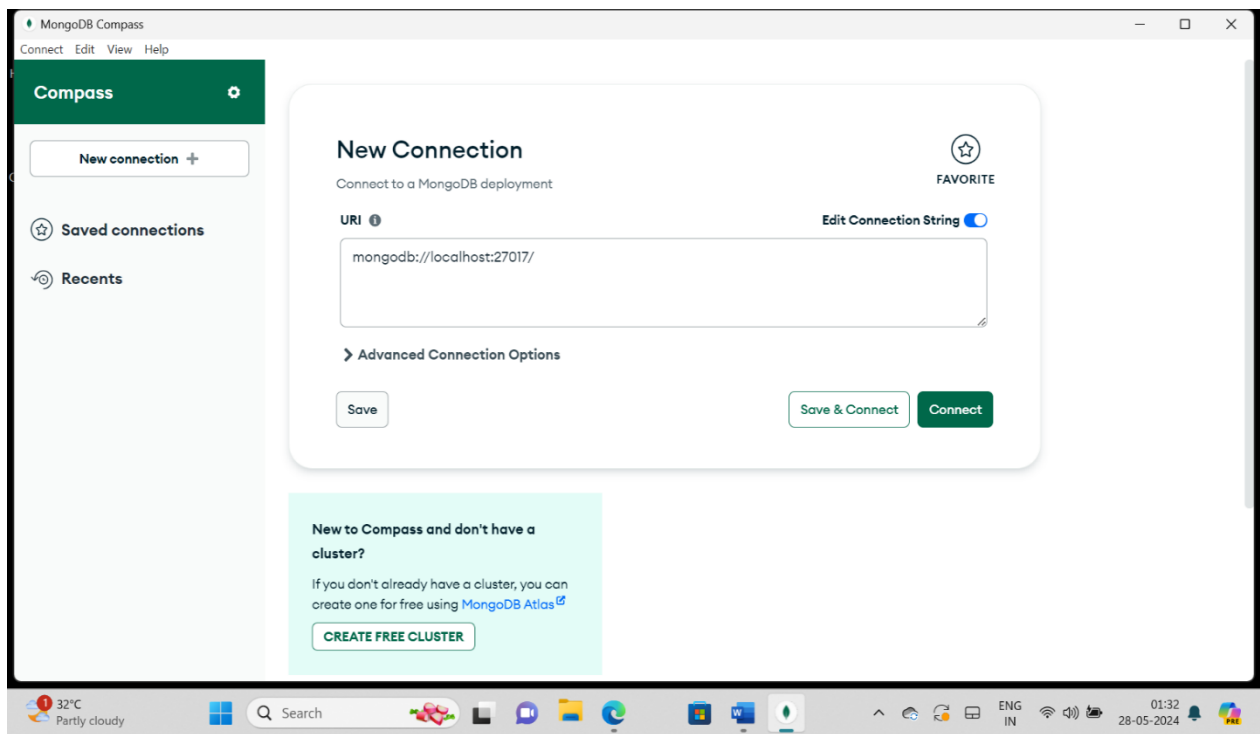 MongoDB Compass
Connect Edit View Help
Compass
New connection
Saved connections
Recents
New Connection
Connect to a MongoDB deployment
FAVORITE
URI
Edit Connection String
mongodb://localhost:27017/
Advanced Connection Options
Save
Save & Connect
Connect
New to Compass and don't have a
cluster?
If you don't already have a cluster, you can
create one for free using MongoDB Atlas
CREATE FREE CLUSTER
1
32°C
Partly cloudy
Search
ENG
IN
01:32
28-05-2024
PRE